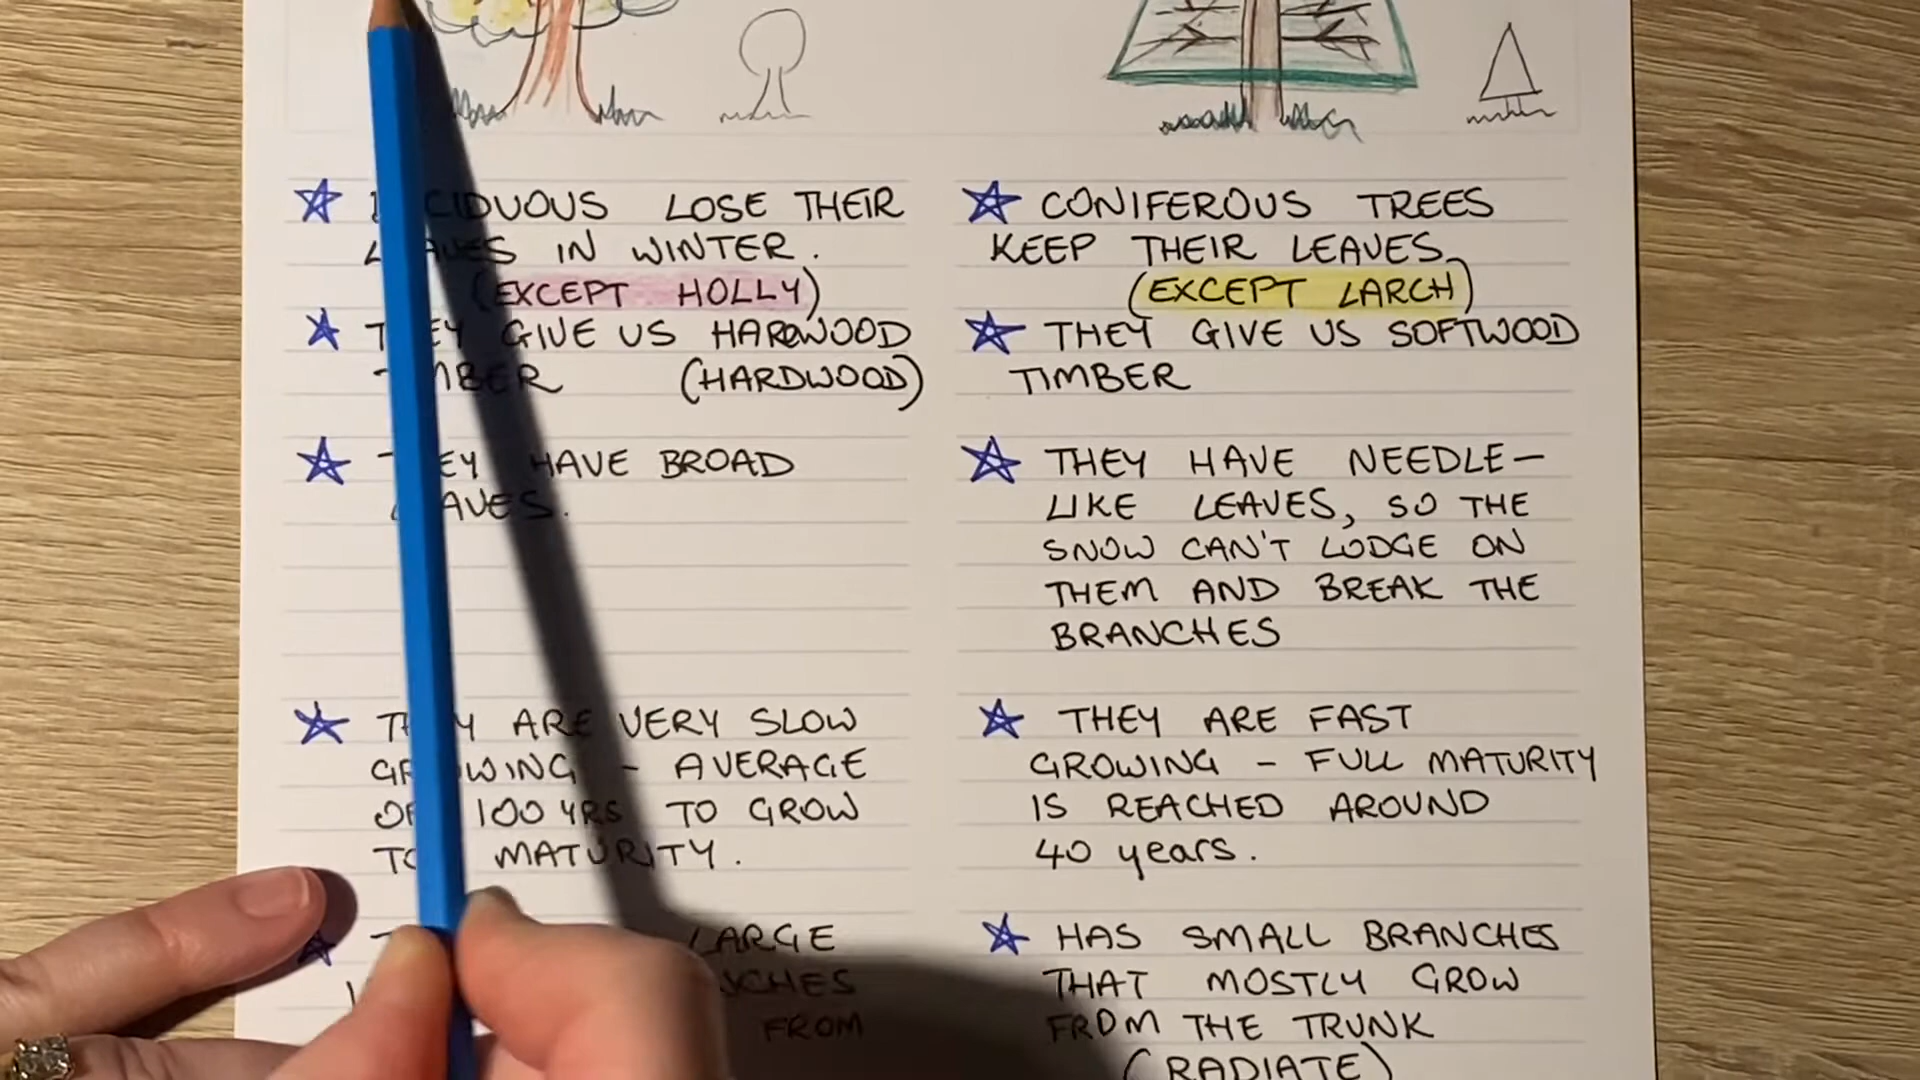 DUOUS LOSE THEIR
IN WINTER.
(EXCEPT HOLLY)
GIVE US HARDWOOD
(HARDWOOD)
HAVE BROAD
ARE VERY SLOW
- AVERAGE
100 YRS TO GROW
MATURITY.
LARGE
FROM
CONIFEROUS TREES
KEEP THEIR LEAVES.
(EXCEPT LARCH)
THEY GIVE US SOFTWOOD
TIMBER
THEY HAVE NEEDLE-
LIKE LEAVES, SO THE
SNOW CAN'T LODGE ON
THEM AND BREAK THE
BRANCHES
THEY ARE FAST
GROWING - FULL MATURITY
IS REACHED AROUND
40 years.
HAS SMALL BRANCHES
THAT MOSTLY GROW
FROM THE TRUNK
(RADIATE)